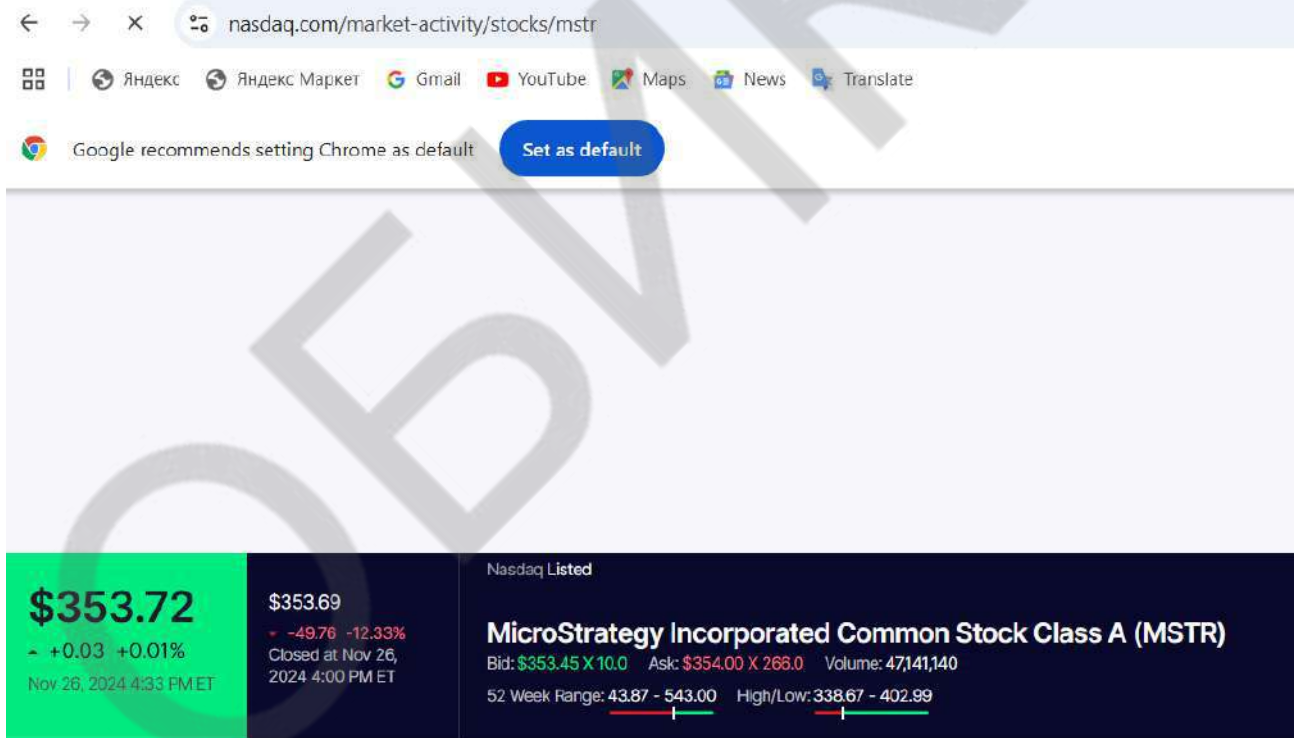 nasdaq.com/market-activity/stocks/mstr
Яндекс Яндекс Маркет Gmail YouTube Maps News Translate
Google recommends setting Chrome as default Set as default
$353.72
+0.03 +0.01%
Nov 26, 2024 4:33 PM ET
$353.69
-49.76 -12.33%
Closed at Nov 26,
2024 4:00 PM ET
Nasdaq Listed
MicroStrategy Incorporated Common Stock Class A (MSTR)
Bid: $353.45 X 10.0 Ask: $354.00 X 266.0 Volume: 47,141,140
52 Week Range: 43.87 - 543.00 High/Low: 338.67 - 402.99